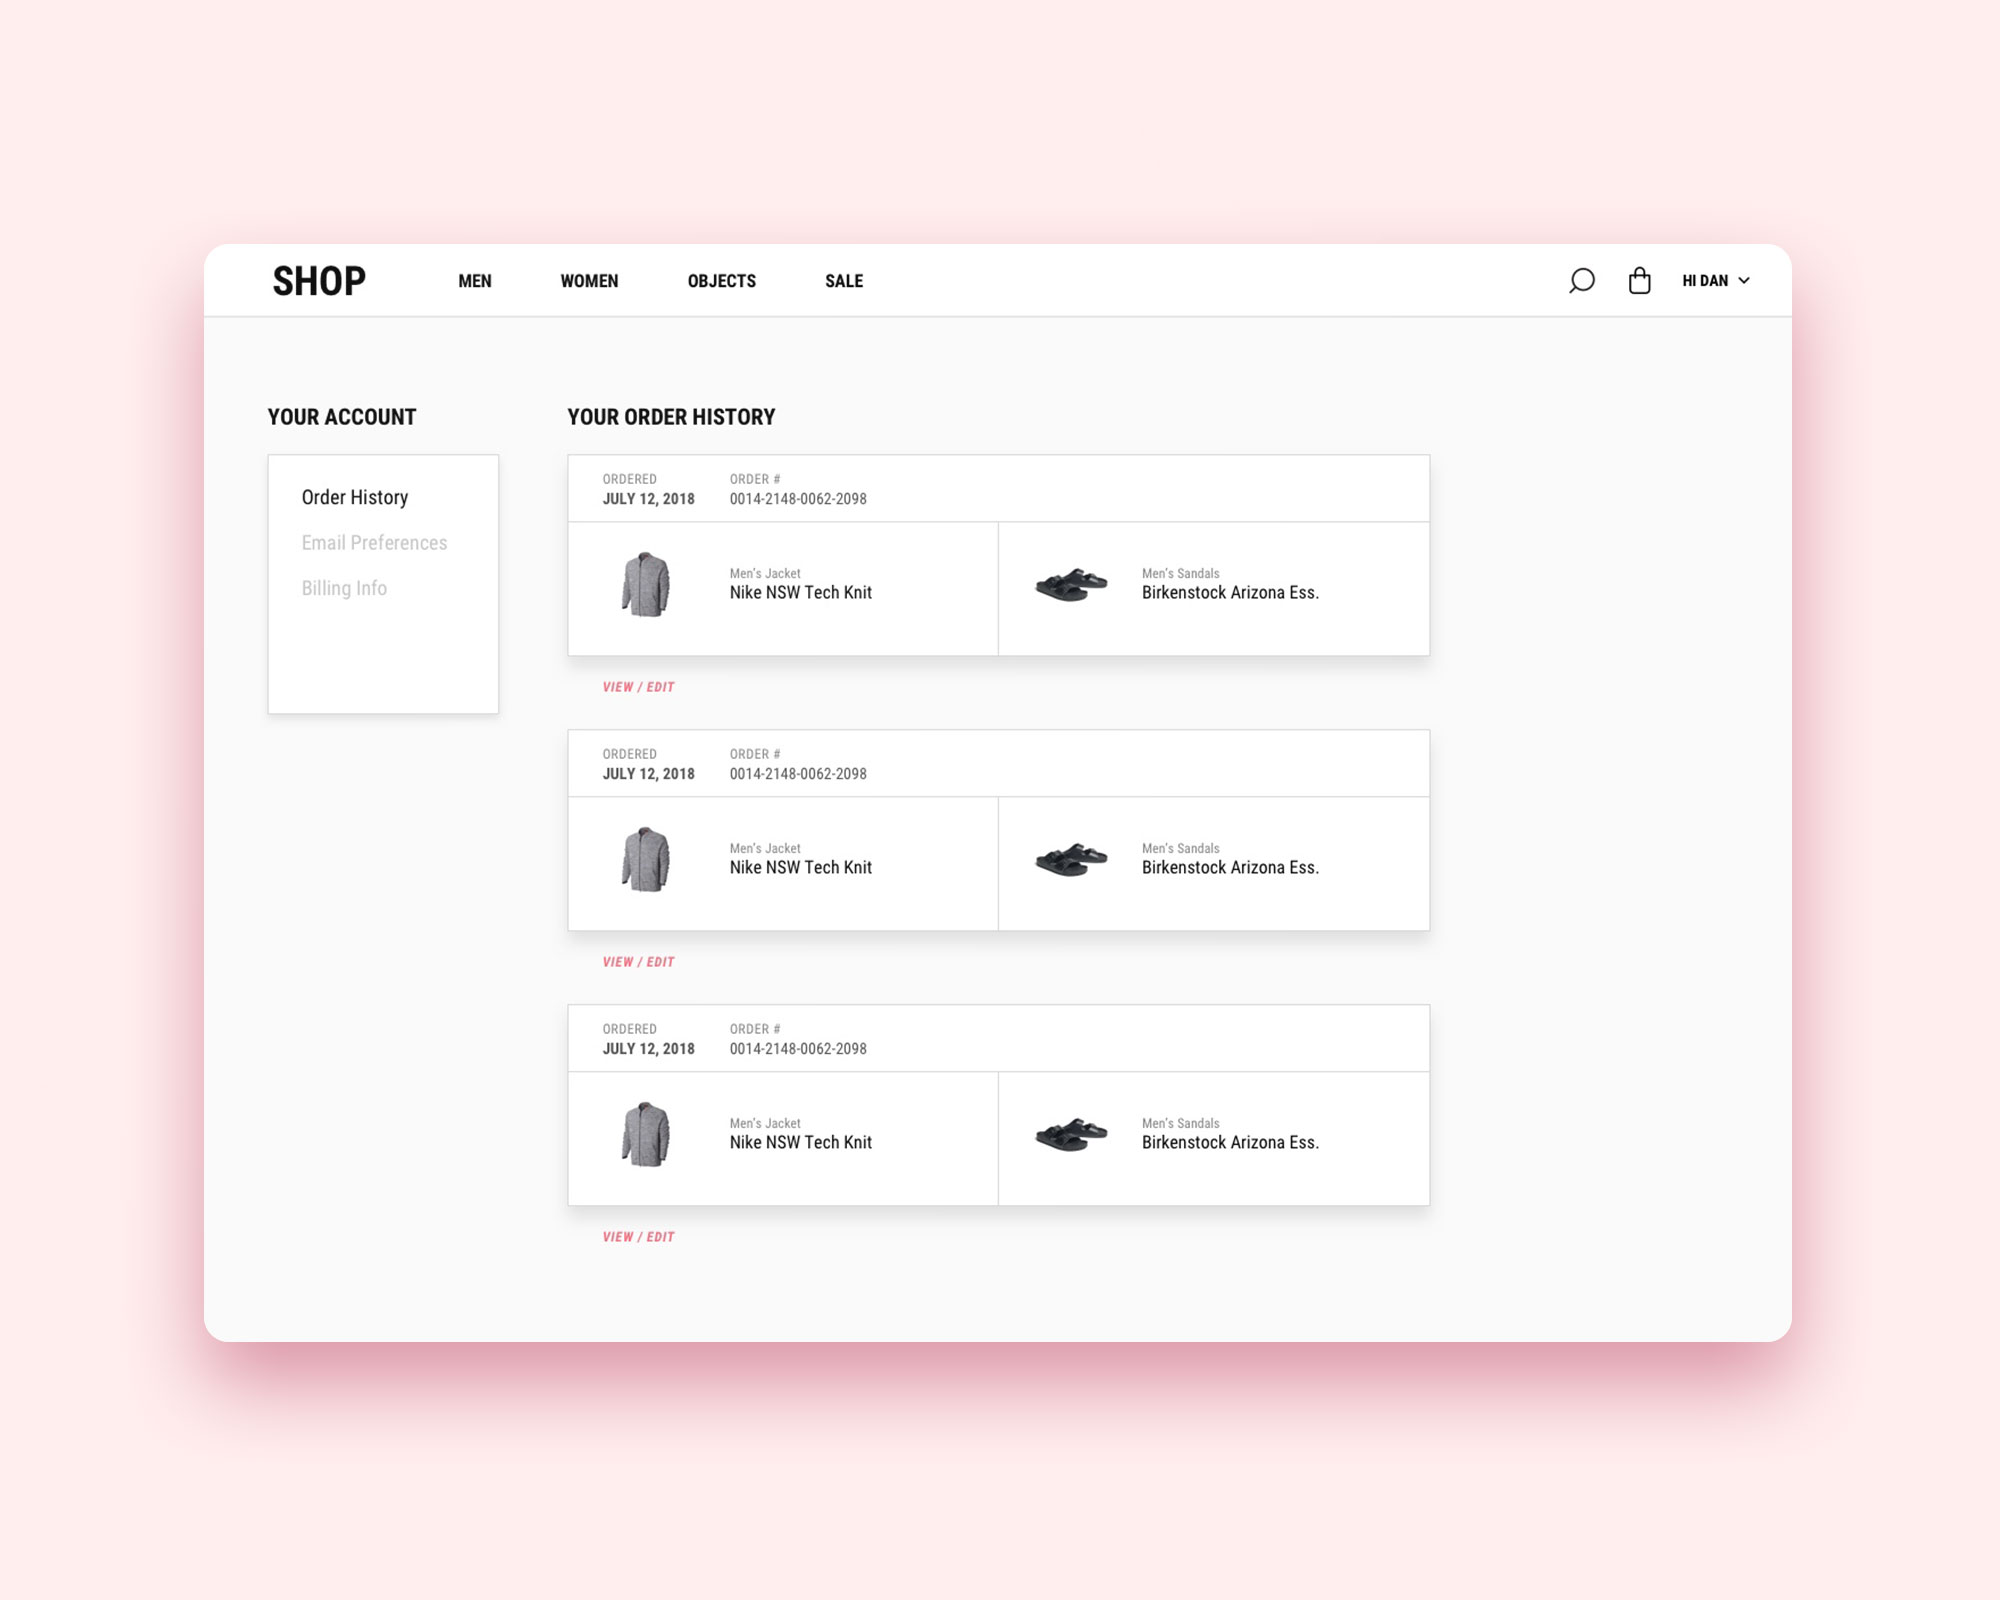 SHOP MEN WOMEN OBJECTS SALE HI DAN
YOUR ACCOUNT
Order History
Email Preferences
Billing Info
YOUR ORDER HISTORY
ORDERED ORDER #
JULY 12, 2018 0014-2148-0062-2098
Men's Jacket
Nike NSW Tech Knit
Men's Sandals
Birkenstock Arizona Ess.
VIEW / EDIT
ORDERED ORDER #
JULY 12, 2018 0014-2148-0062-2098
Men's Jacket
Nike NSW Tech Knit
Men's Sandals
Birkenstock Arizona Ess.
VIEW / EDIT
ORDERED ORDER #
JULY 12, 2018 0014-2148-0062-2098
Men's Jacket
Nike NSW Tech Knit
Men's Sandals
Birkenstock Arizona Ess.
VIEW / EDIT